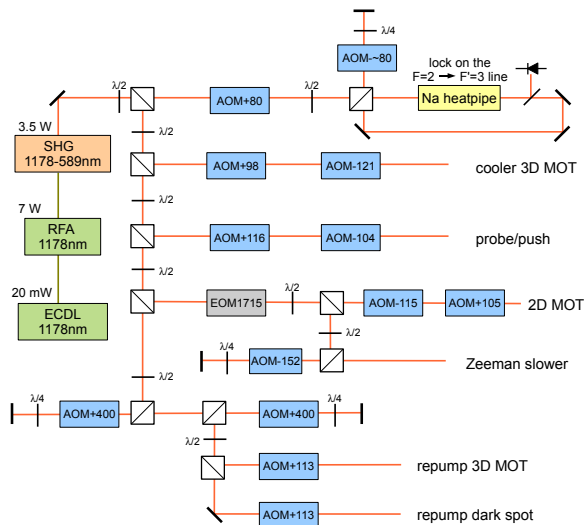 λ/4
AOM-~80
lock on the
F=2 → F'=3 line
λ/2
AOM+80
λ/2
Na heatpipe
3.5 W
SHG
1178-589nm
λ/2
AOM+98
AOM-121
cooler 3D MOT
7 W
RFA
1178nm
λ/2
AOM+116
AOM-104
probe/push
20 mW
ECDL
1178nm
λ/2
EOM1715
λ/2
AOM-115
AOM+105
2D MOT
λ/2
λ/4
AOM-152
Zeeman slower
λ/2
λ/4
AOM+400
AOM+400
λ/4
λ/2
AOM+113
repump 3D MOT
AOM+113
repump dark spot